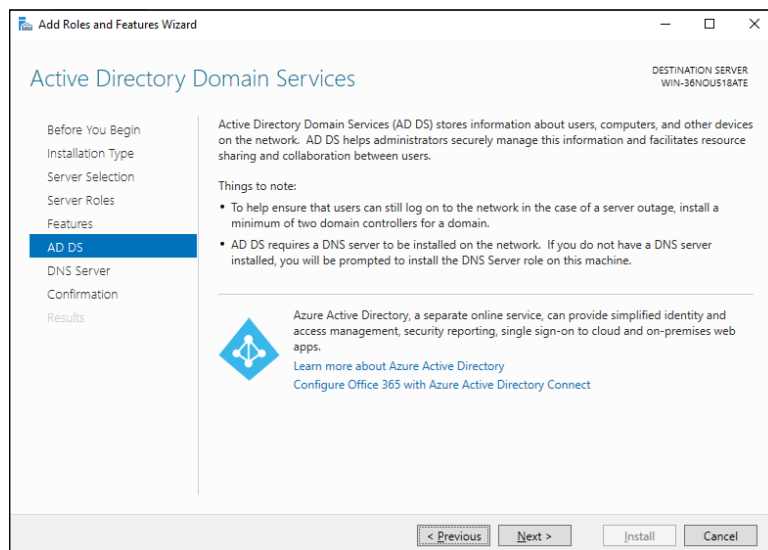 Add Roles and Features Wizard
Active Directory Domain Services
DESTINATION SERVER
WIN-36NOU518ATE
Before You Begin
Installation Type
Server Selection
Server Roles
Features
AD DS
DNS Server
Confirmation
Results
Active Directory Domain Services (AD DS) stores information about users, computers, and other devices
on the network.  AD DS helps administrators securely manage this information and facilitates resource
sharing and collaboration between users.
Things to note:
• To help ensure that users can still log on to the network in the case of a server outage, install a
minimum of two domain controllers for a domain.
• AD DS requires a DNS server to be installed on the network.  If you do not have a DNS server
installed, you will be prompted to install the DNS Server role on this machine.
Azure Active Directory, a separate online service, can provide simplified identity and
access management, security reporting, single sign-on to cloud and on-premises web
apps.
Learn more about Azure Active Directory
Configure Office 365 with Azure Active Directory Connect
< Previous
Next >
Install
Cancel